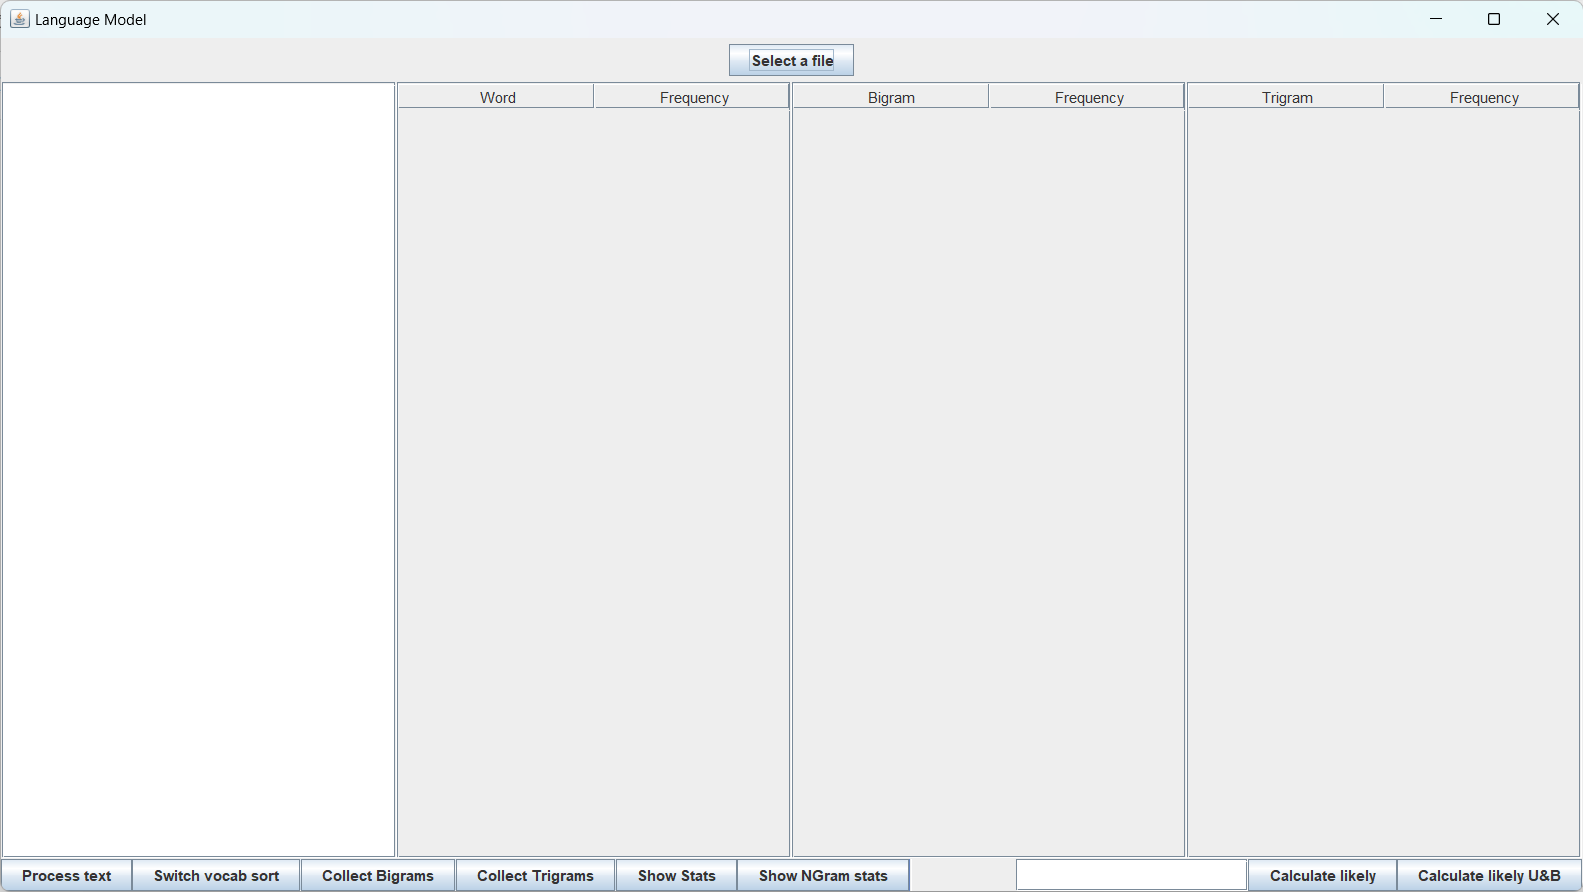 Language Model
Select a file
Word Frequency Bigram Frequency Trigram Frequency
Process text Switch vocab sort Collect Bigrams Collect Trigrams Show Stats Show NGram stats Calculate likely Calculate likely U&B